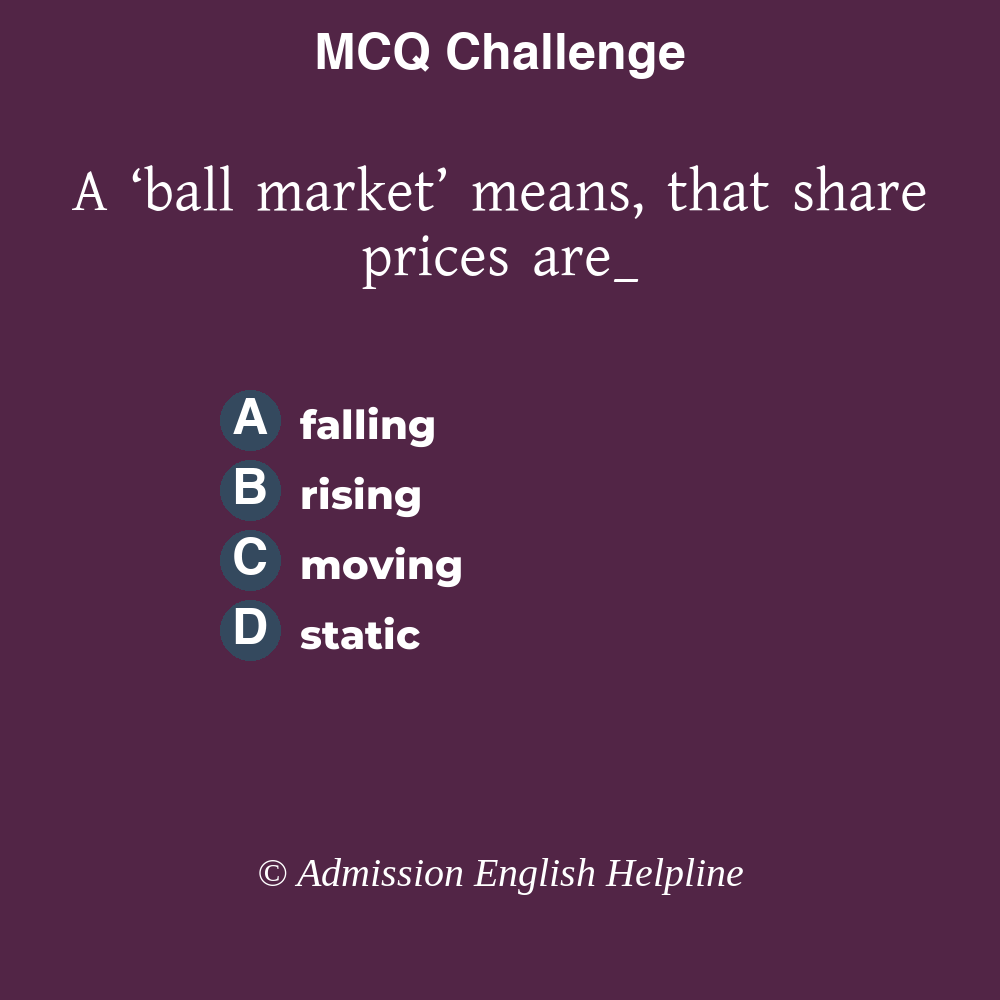 MCQ Challenge
A ‘ball market’ means, that share
prices are_
A falling
B rising
C moving
D static
© Admission English Helpline